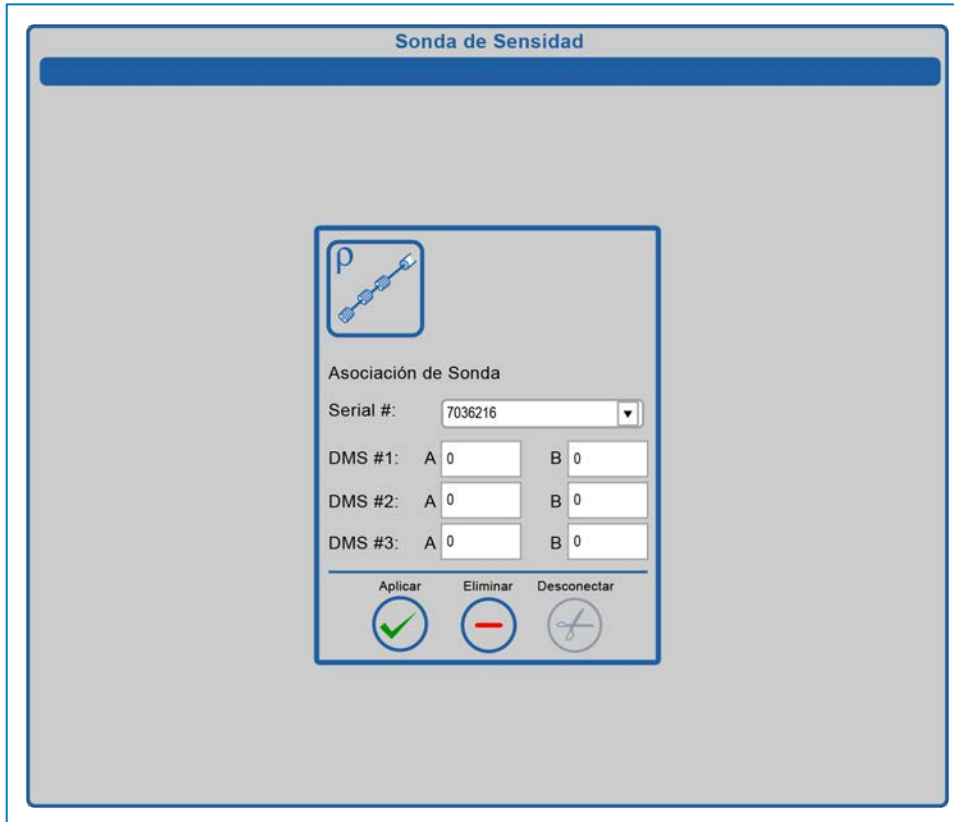 Sonda de Sensidad
ρ
Asociación de Sonda
Serial #: 7036216
DMS #1: A 0 B 0
DMS #2: A 0 B 0
DMS #3: A 0 B 0
Aplicar Eliminar Desconectar